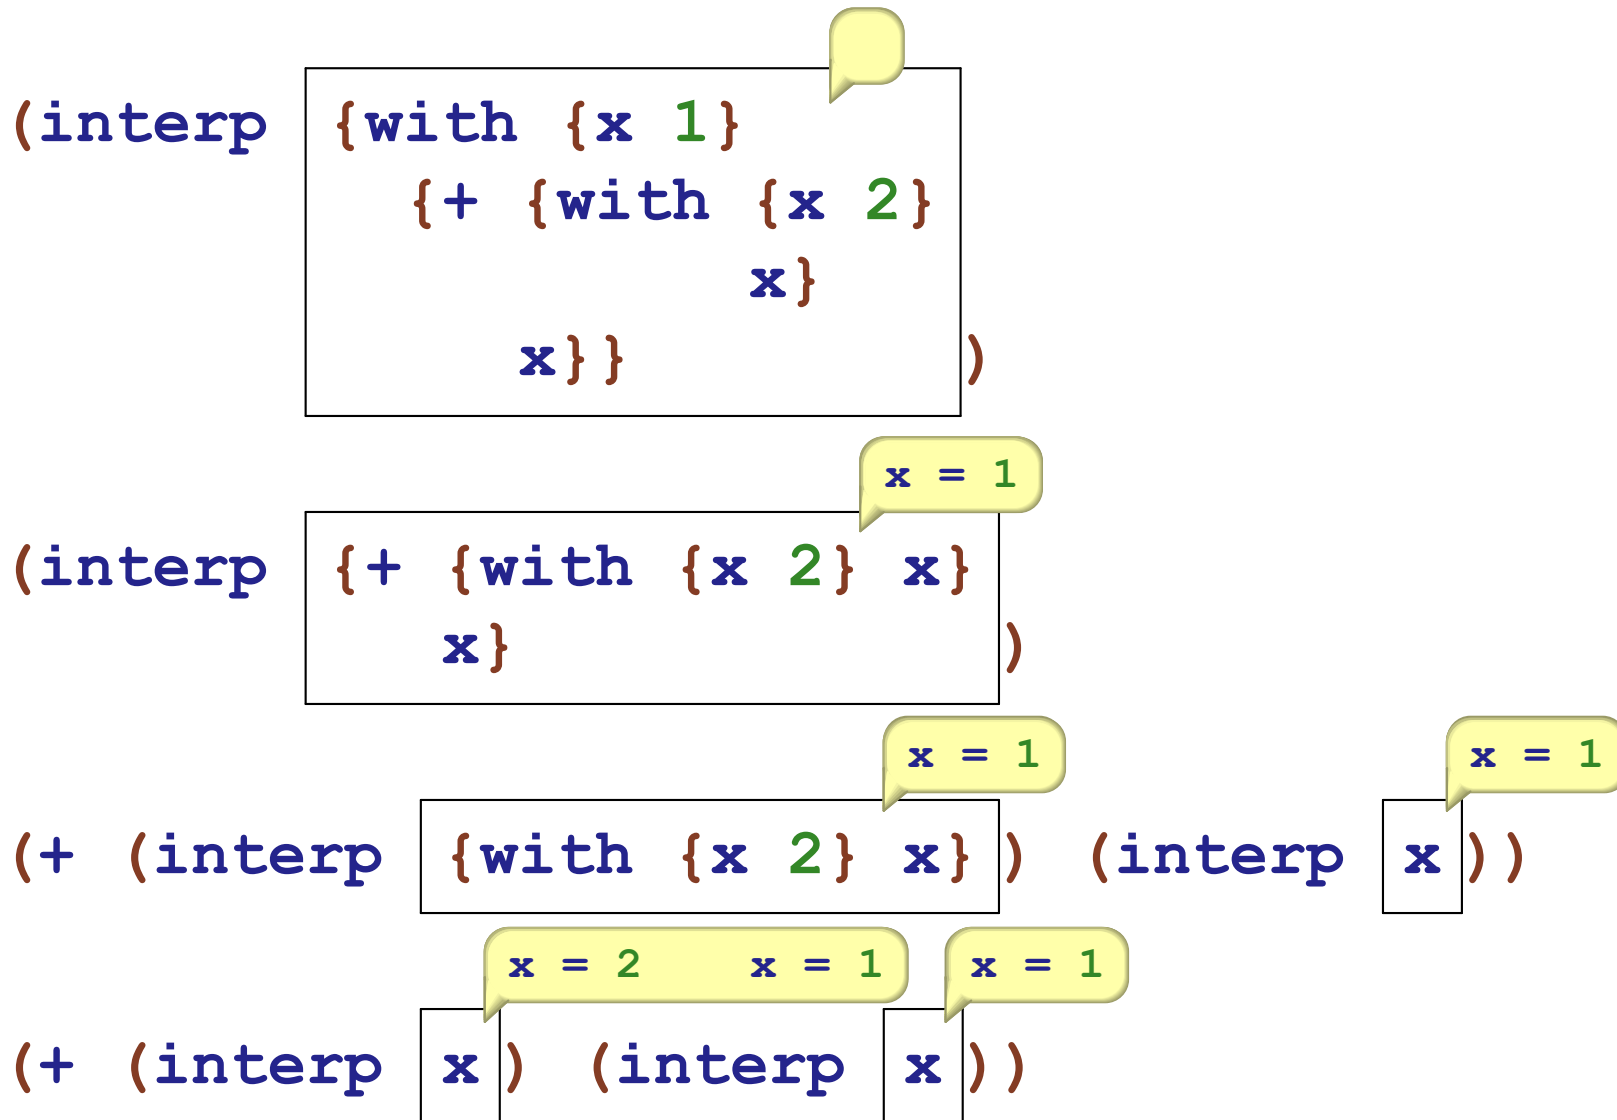 (interp {with {x 1}
{+ {with {x 2}
x}
x}} )
x = 1
(interp {+ {with {x 2} x}
x} )
x = 1 x = 1
(+ (interp {with {x 2} x} ) (interp x ))
x = 2 x = 1 x = 1
(+ (interp x ) (interp x ))